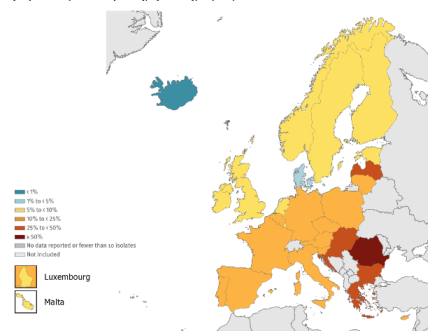 < 1%
1% to < 5%
5% to < 10%
10% to < 25%
25% to < 50%
≥ 50%
No data reported or fewer than 10 isolates
Not included
Luxembourg
Malta